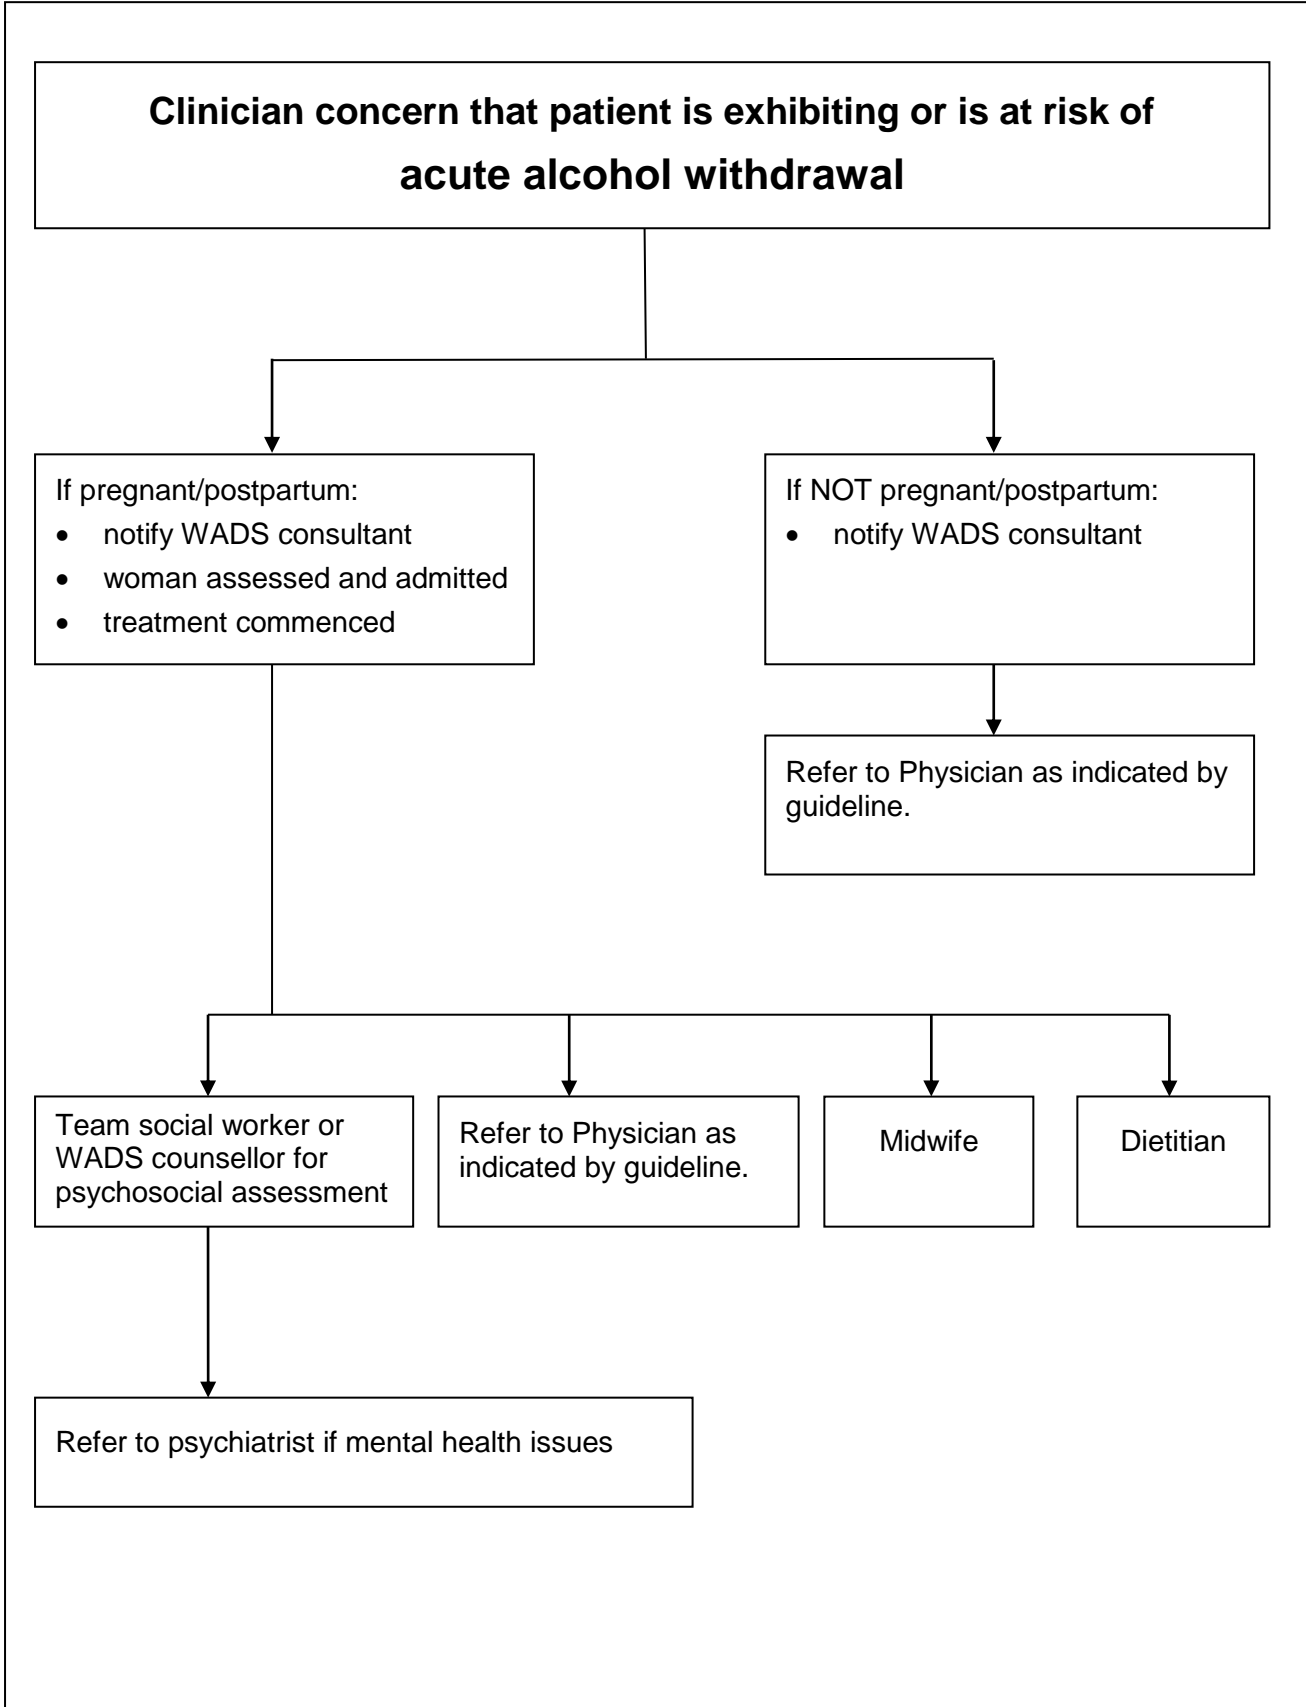 Clinician concern that patient is exhibiting or is at risk of
acute alcohol withdrawal
If pregnant/postpartum:
• notify WADS consultant
• woman assessed and admitted
• treatment commenced
If NOT pregnant/postpartum:
• notify WADS consultant
Refer to Physician as indicated by
guideline.
Team social worker or
WADS counsellor for
psychosocial assessment
Refer to Physician as
indicated by guideline.
Midwife
Dietitian
Refer to psychiatrist if mental health issues